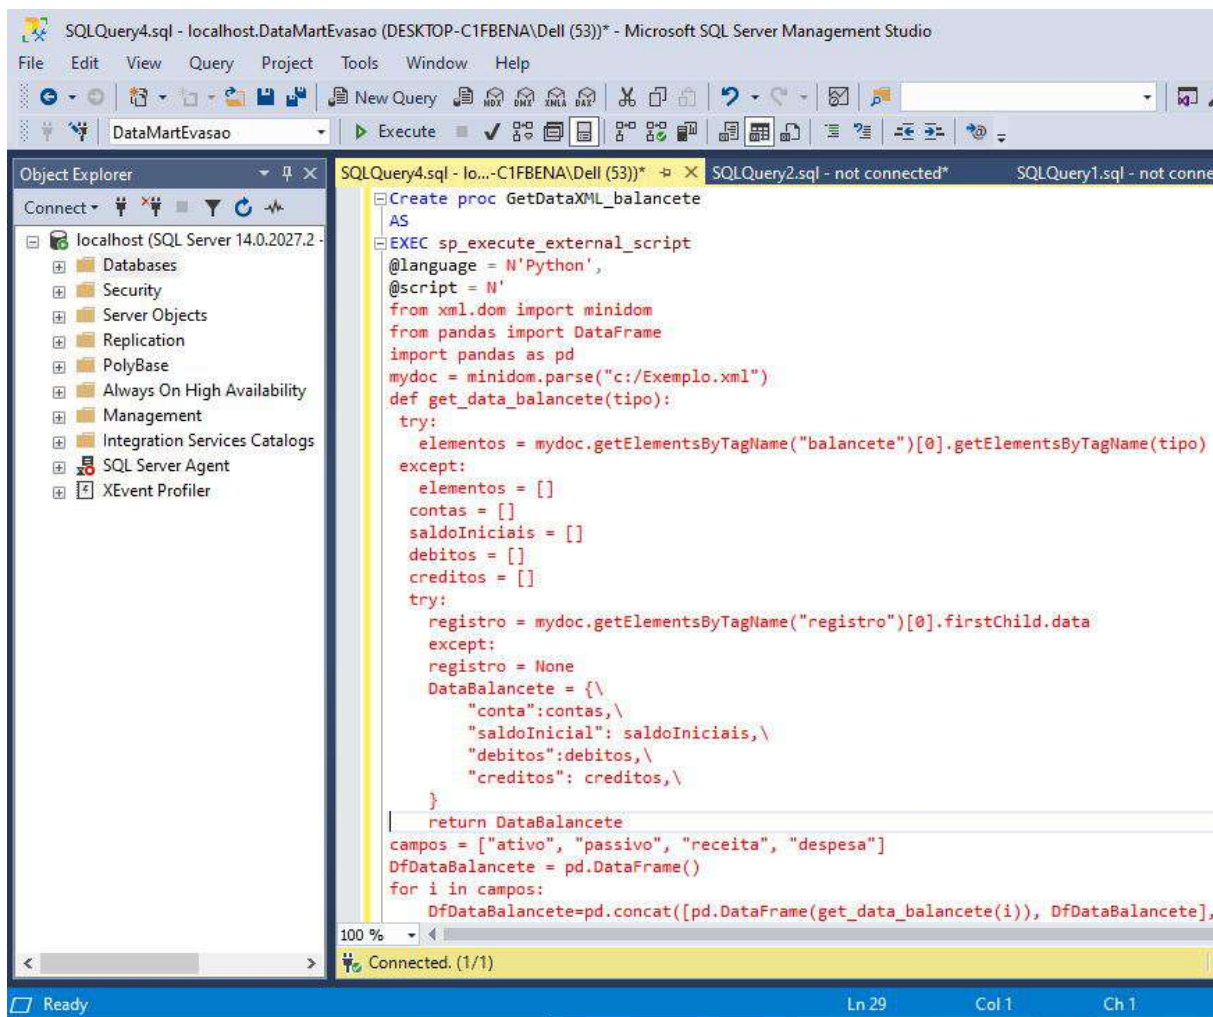 SQLQuery4.sql - localhost.DataMartEvasao (DESKTOP-C1FBENA\Dell (53))* - Microsoft SQL Server Management Studio
File Edit View Query Project Tools Window Help
New Query MDX DMX XMLA DAX
DataMartEvasao Execute
Object Explorer
SQLQuery4.sql - lo...-C1FBENA\Dell (53))* SQLQuery2.sql - not connected* SQLQuery1.sql - not conne
Connect
localhost (SQL Server 14.0.2027.2 -
Databases
Security
Server Objects
Replication
PolyBase
Always On High Availability
Management
Integration Services Catalogs
SQL Server Agent
XEvent Profiler
Create proc GetDataXML_balancete
AS
EXEC sp_execute_external_script
@language = N'Python',
@script = N'
from xml.dom import minidom
from pandas import DataFrame
import pandas as pd
mydoc = minidom.parse("c:/Exemplo.xml")
def get_data_balancete(tipo):
 try:
   elementos = mydoc.getElementsByTagName("balancete")[0].getElementsByTagName(tipo)
 except:
   elementos = []
  contas = []
  saldoIniciais = []
  debitos = []
  creditos = []
  try:
    registro = mydoc.getElementsByTagName("registro")[0].firstChild.data
    except:
    registro = None
    DataBalancete = {\
        "conta":contas,\
        "saldoInicial": saldoIniciais,\
        "debitos":debitos,\
        "creditos": creditos,\
    }
    return DataBalancete
campos = ["ativo", "passivo", "receita", "despesa"]
DfDataBalancete = pd.DataFrame()
for i in campos:
    DfDataBalancete=pd.concat([pd.DataFrame(get_data_balancete(i)), DfDataBalancete],
100 %
Connected. (1/1)
Ready Ln 29 Col 1 Ch 1